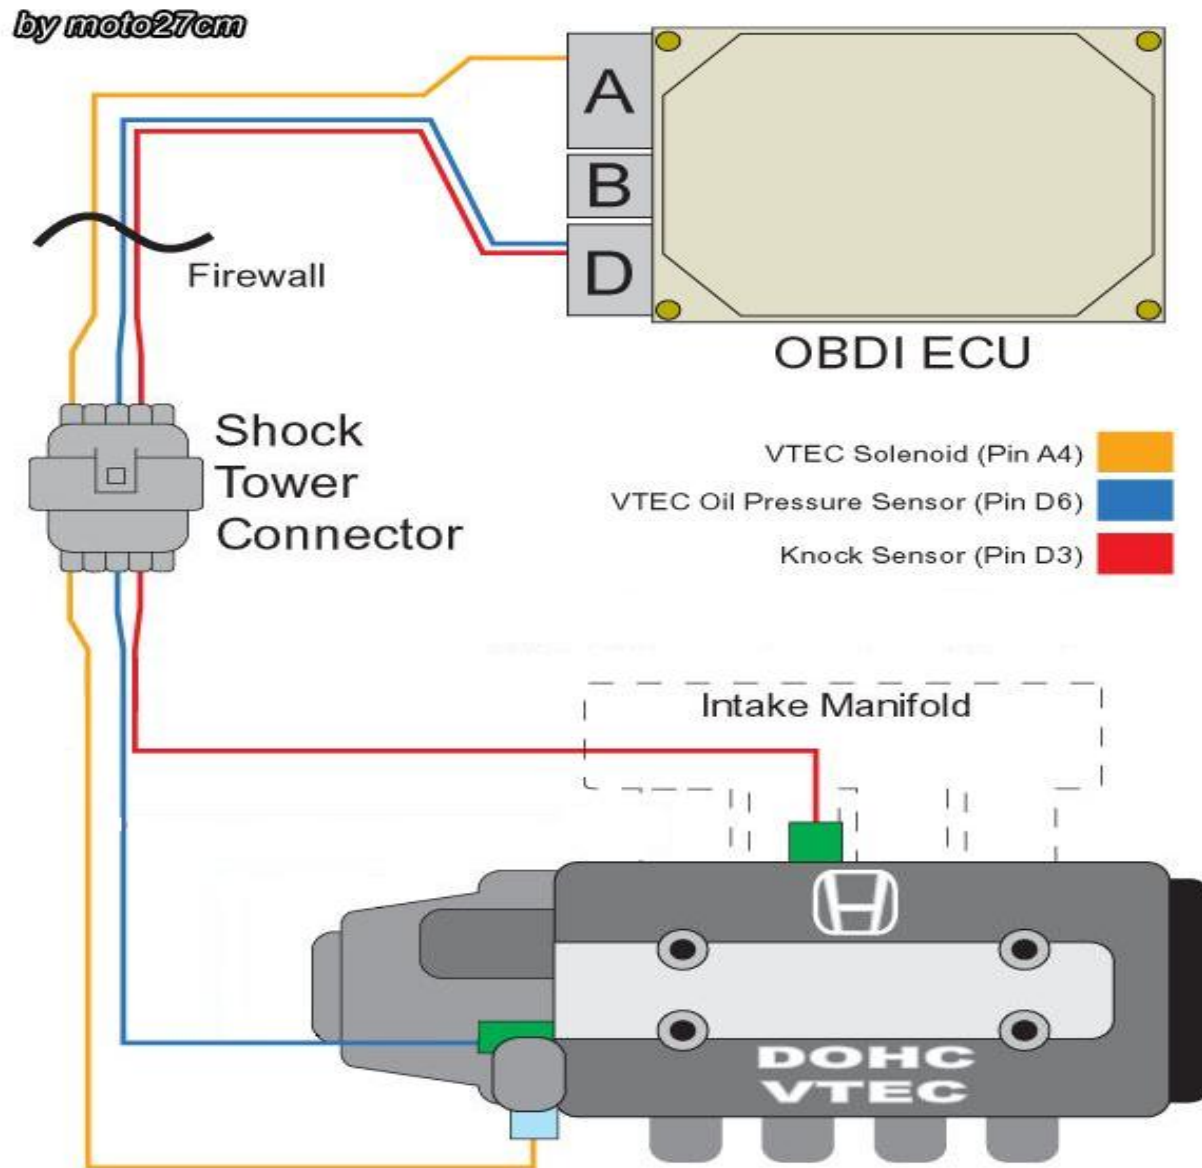 by moto27cm
A
B
D
Firewall
OBDI ECU
Shock
Tower
Connector
VTEC Solenoid (Pin A4)
VTEC Oil Pressure Sensor (Pin D6)
Knock Sensor (Pin D3)
Intake Manifold
DOHC
VTEC